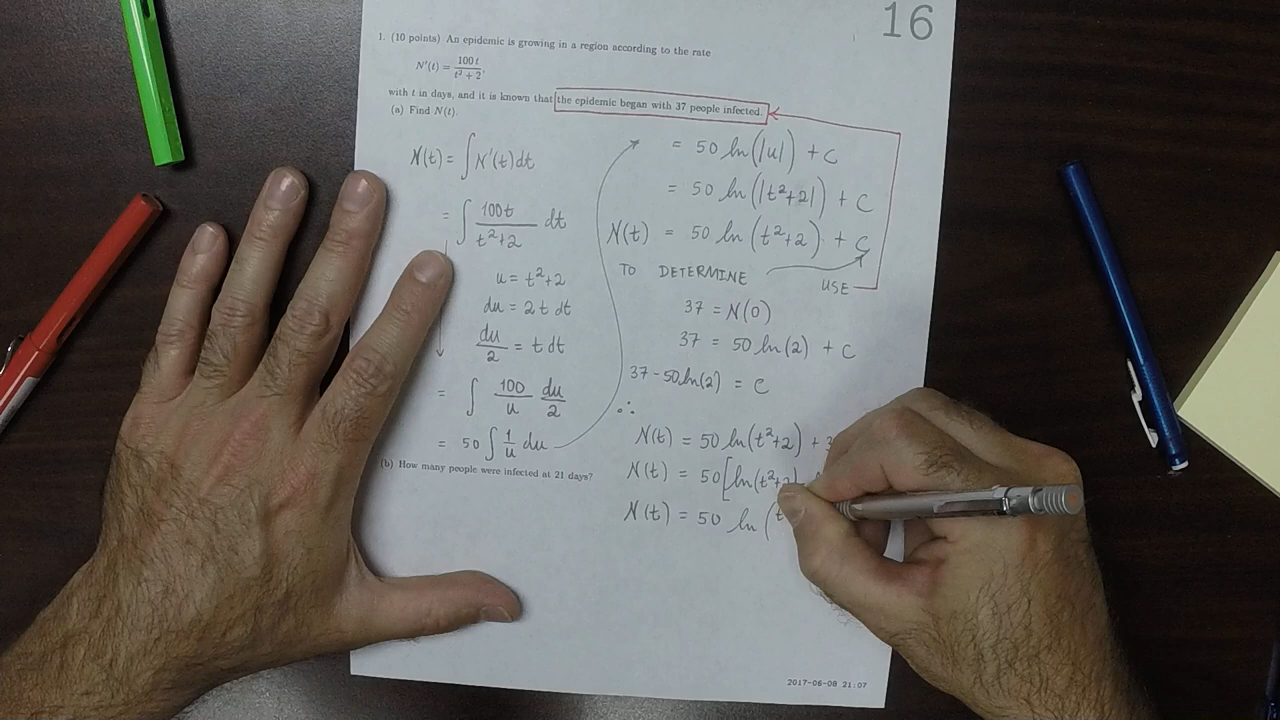 16
1. (10 points) An epidemic is growing in a region according to the rate
N'(t) = 100 t / t² + 2,
with t in days, and it is known that the epidemic began with 37 people infected.
(a) Find N(t).
N(t) = ∫ N'(t) dt
= ∫ 100t / t²+2 dt
u = t²+2
du = 2 t dt
du/2 = t dt
= ∫ 100/u du/2
= 50 ∫ 1/u du
(b) How many people were infected at 21 days?
= 50 ln(|u|) + C
= 50 ln(|t²+2|) + C
N(t) = 50 ln(t²+2) + C
TO DETERMINE
USE
37 = N(0)
37 = 50 ln(2) + C
37 - 50 ln(2) = C
∴
N(t) = 50 ln(t²+2) + 3
N(t) = 50[ln(t²+2)
N(t) = 50 ln (t
2017-06-08 21:07